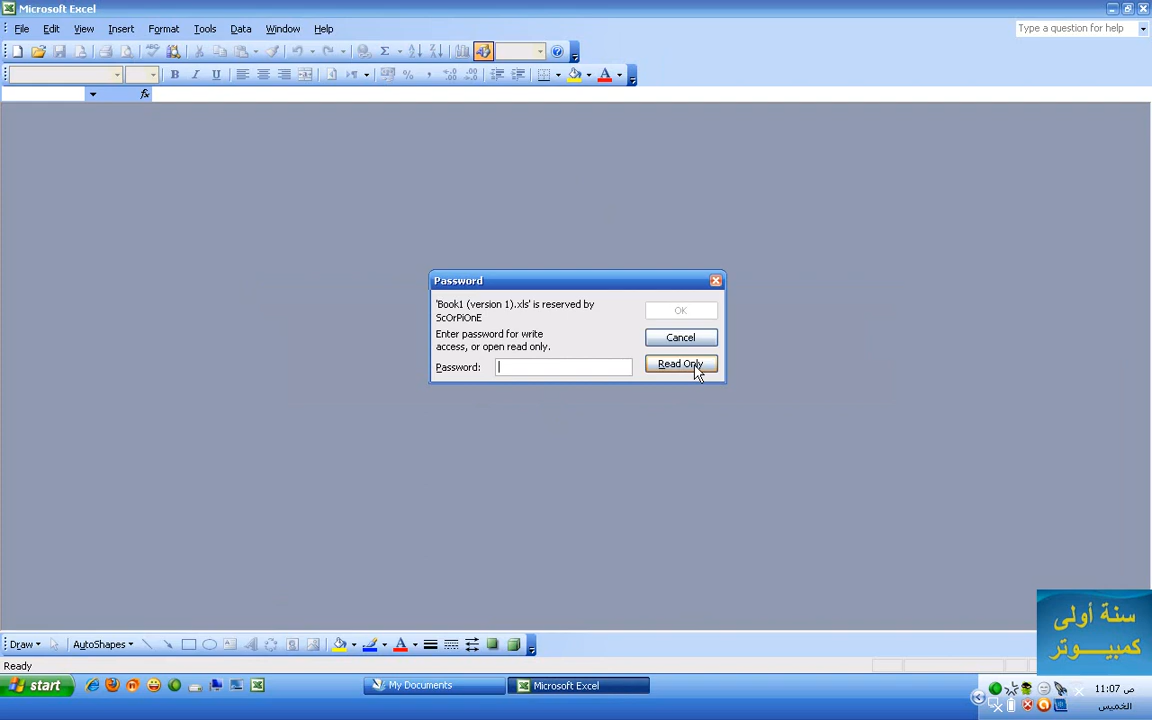 Microsoft Excel
File Edit View Insert Format Tools Data Window Help
Type a question for help
Password
'Book1 (version 1).xls' is reserved by
ScOrPiOnE
Enter password for write
access, or open read only.
Password:
OK
Cancel
Read Only
Draw AutoShapes
Ready
سنة أولى
كمبيـــوتر
start
My Documents
Microsoft Excel
11:07 ص
الخميس